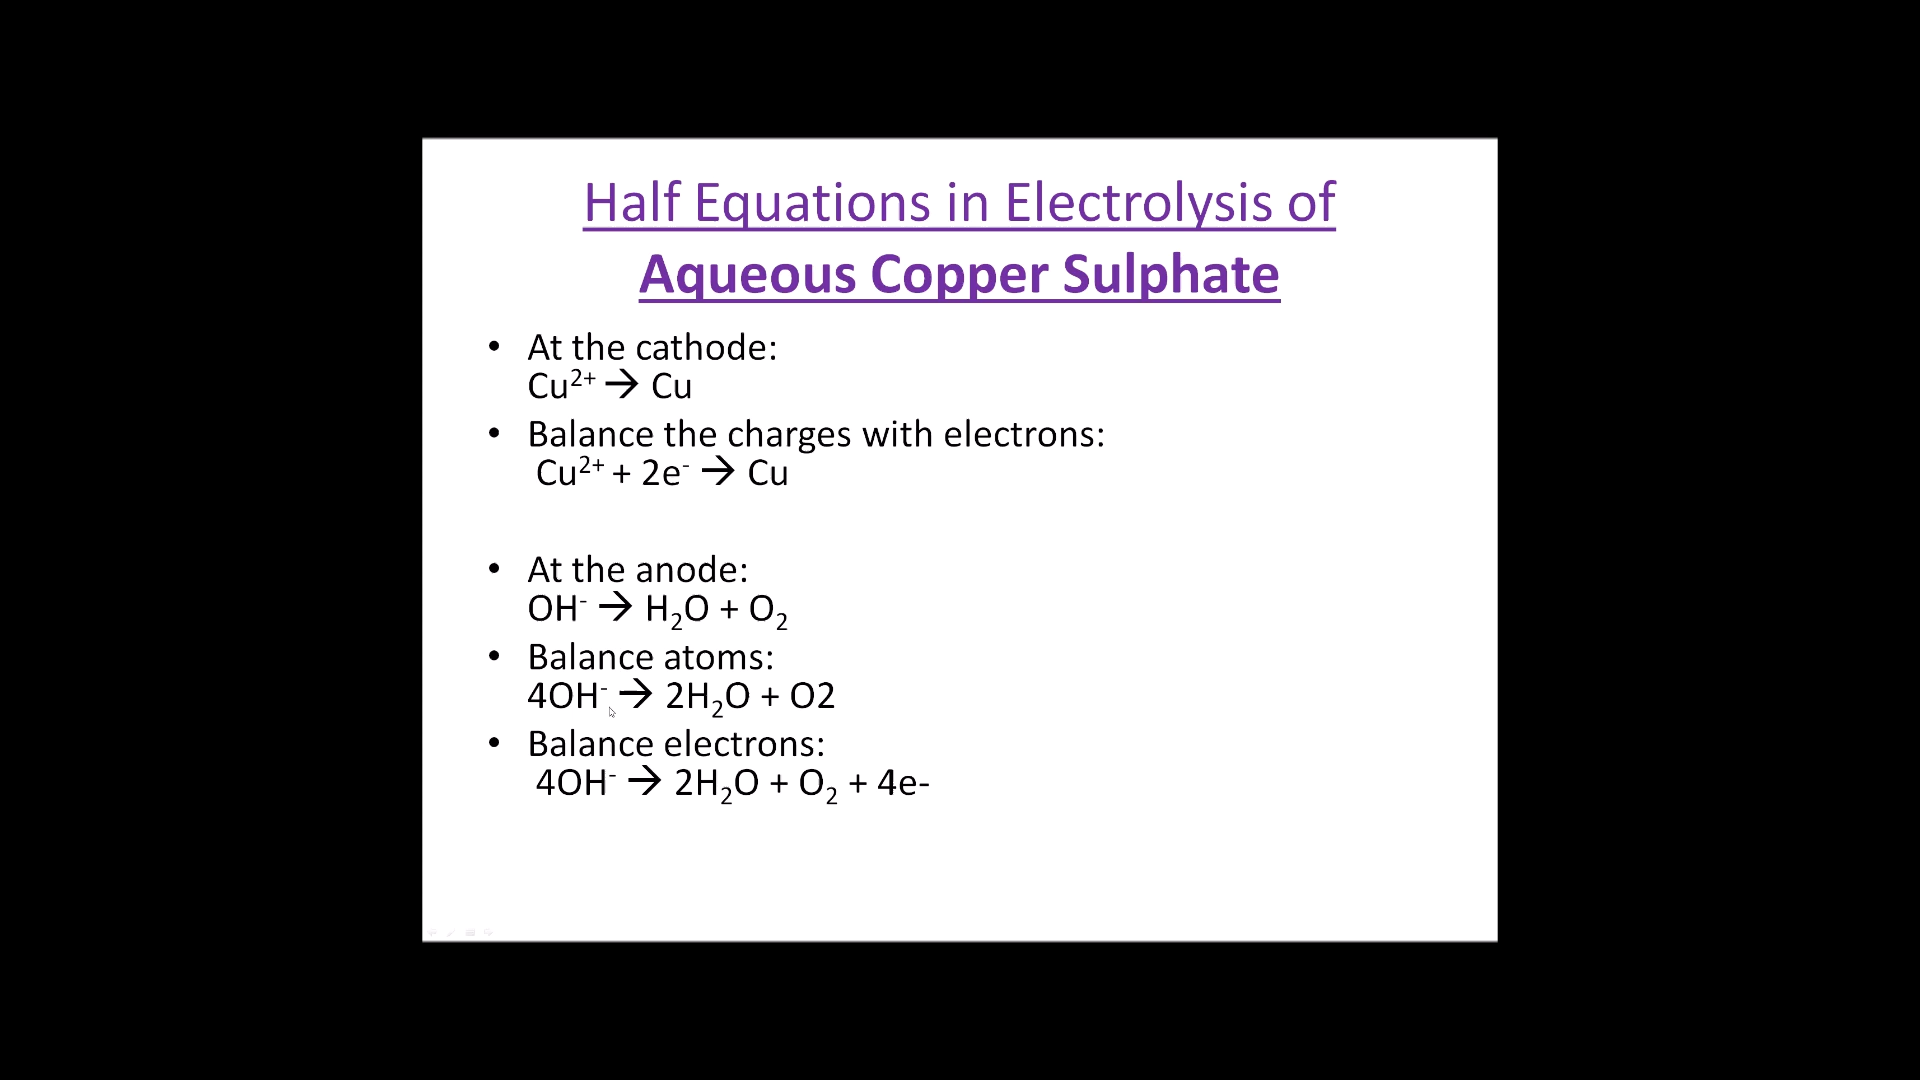 Half Equations in Electrolysis of
Aqueous Copper Sulphate
• At the cathode:
Cu²⁺ → Cu
• Balance the charges with electrons:
Cu²⁺ + 2e⁻ → Cu
• At the anode:
OH⁻ → H₂O + O₂
• Balance atoms:
4OH⁻ → 2H₂O + O2
• Balance electrons:
4OH⁻ → 2H₂O + O₂ + 4e-